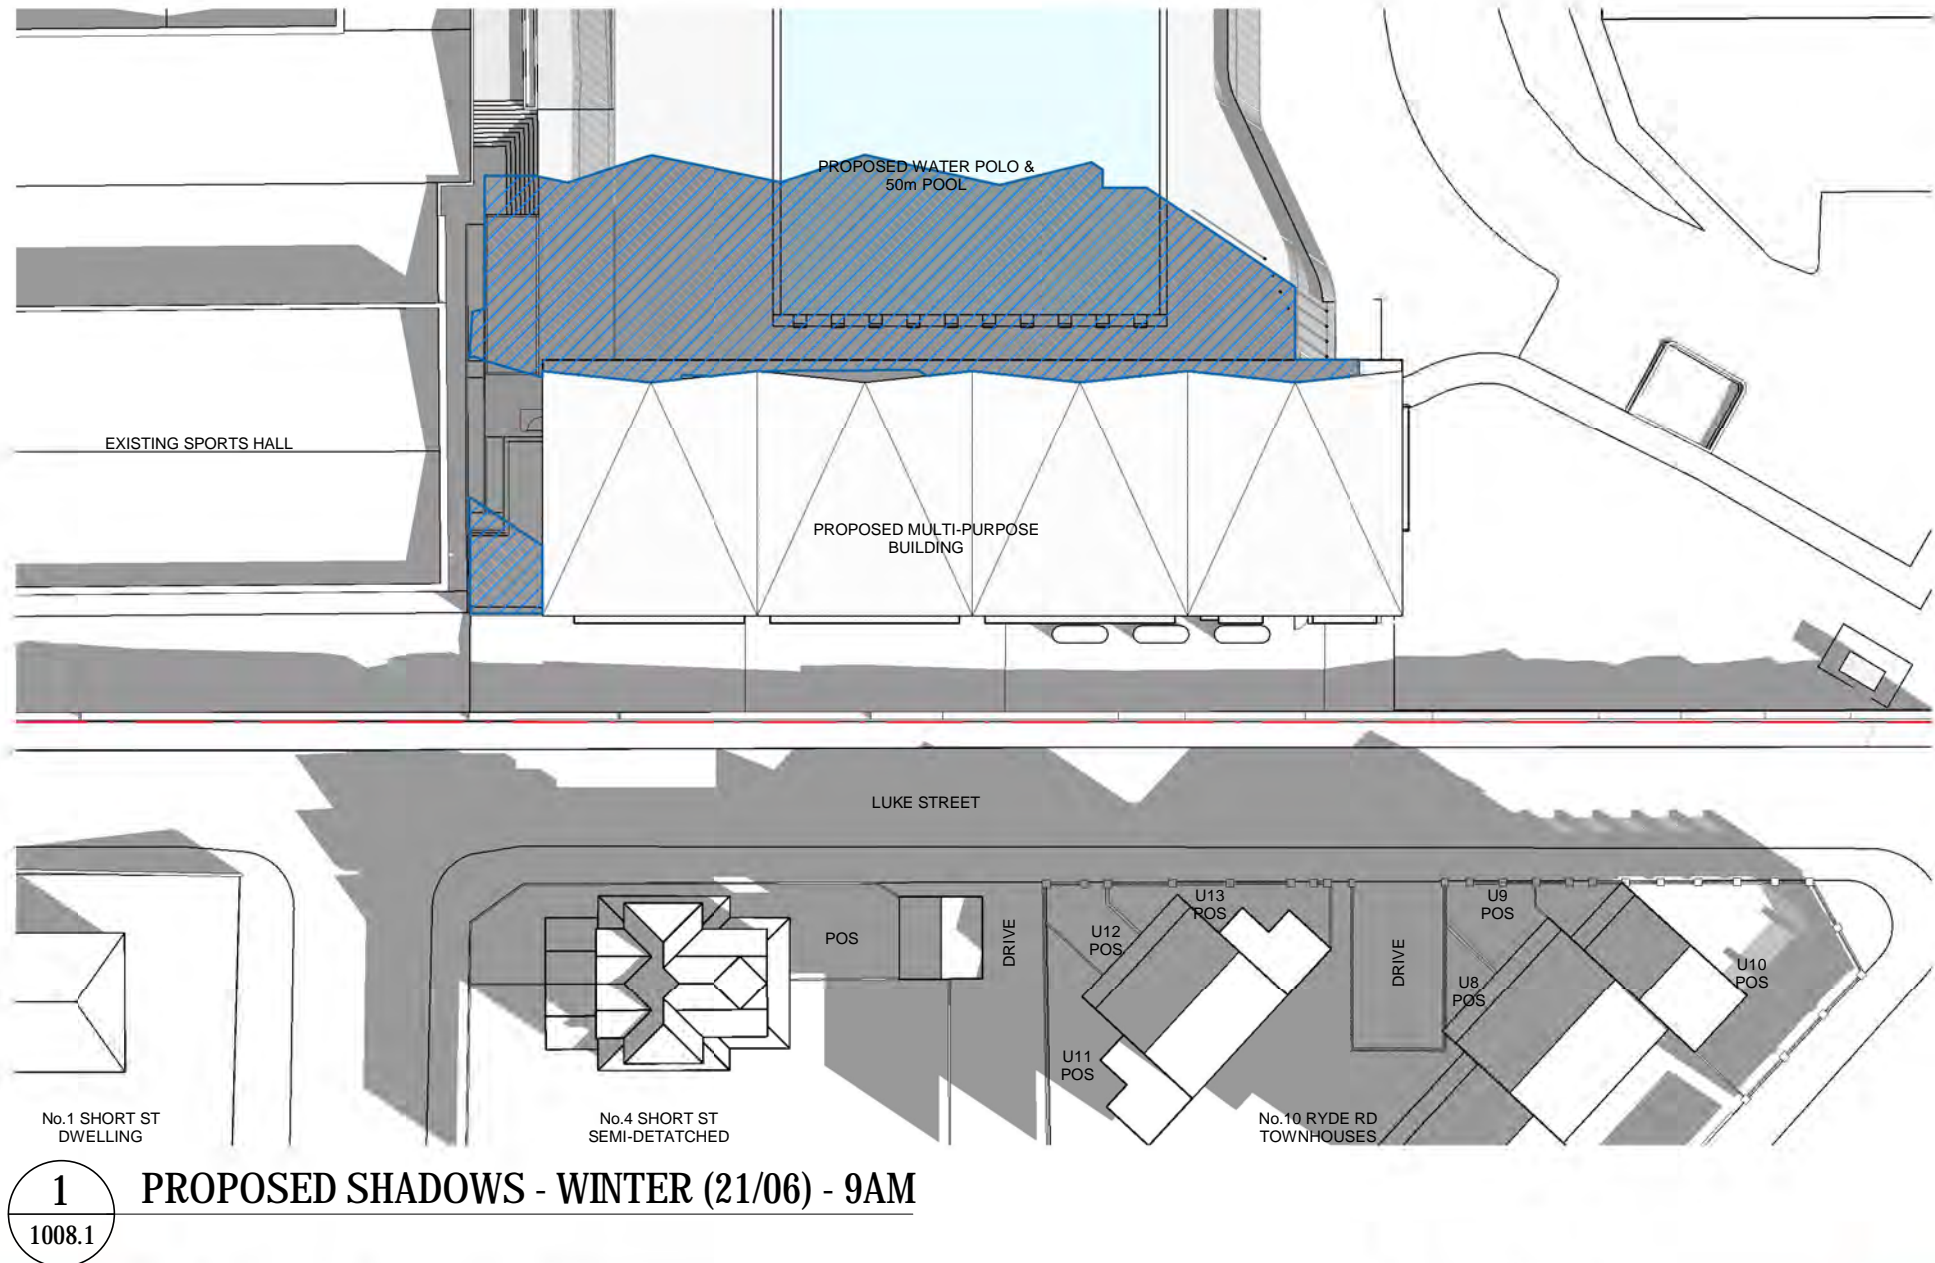 PROPOSED WATER POLO &
50m POOL
EXISTING SPORTS HALL
PROPOSED MULTI-PURPOSE
BUILDING
LUKE STREET
POS
DRIVE
U12
POS
U13
POS
U11
POS
DRIVE
U9
POS
U8
POS
U10
POS
No.1 SHORT ST
DWELLING
No.4 SHORT ST
SEMI-DETATCHED
No.10 RYDE RD
TOWNHOUSES
1
1008.1
PROPOSED SHADOWS - WINTER (21/06) - 9AM